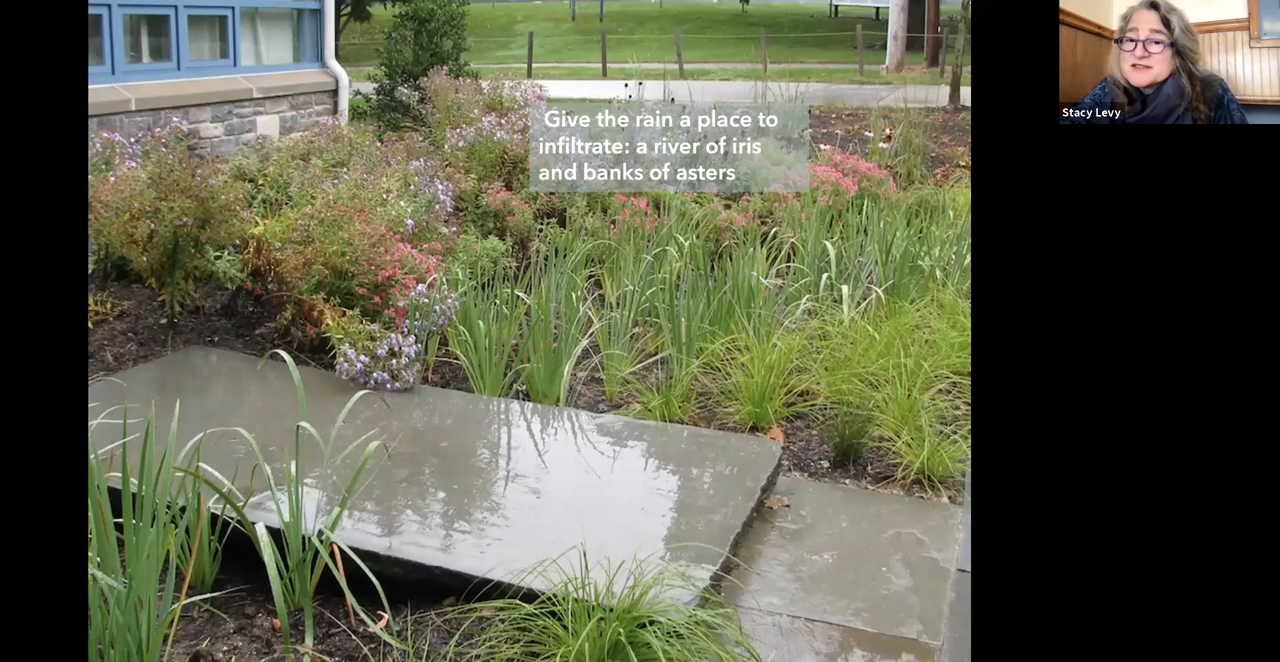 Give the rain a place to
infiltrate: a river of iris
and banks of asters
Stacy Levy